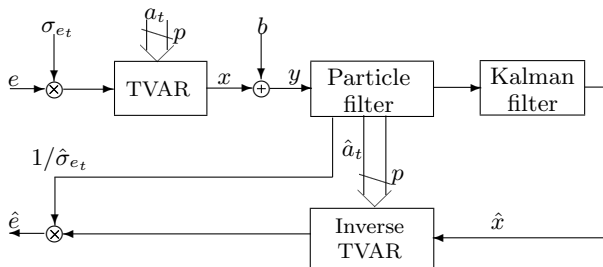 σ_{e_t}
a_t
p
b
e
TVAR
x
y
Particle
filter
Kalman
filter
1/σ̂_{e_t}
â_t
p
ê
Inverse
TVAR
x̂